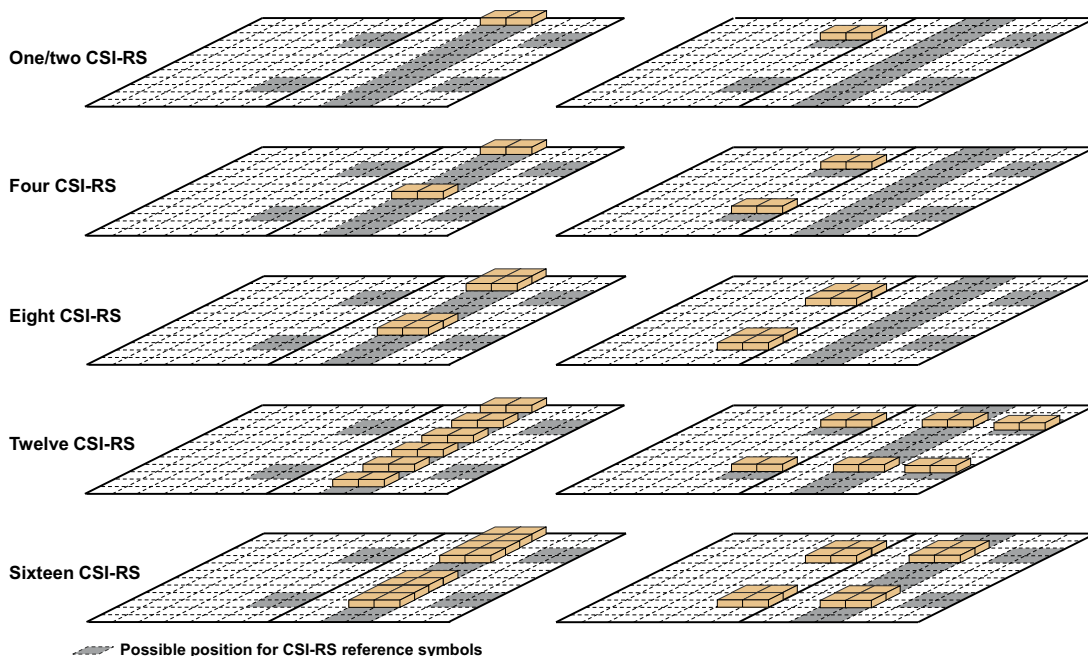 One/two CSI-RS
Four CSI-RS
Eight CSI-RS
Twelve CSI-RS
Sixteen CSI-RS
Possible position for CSI-RS reference symbols